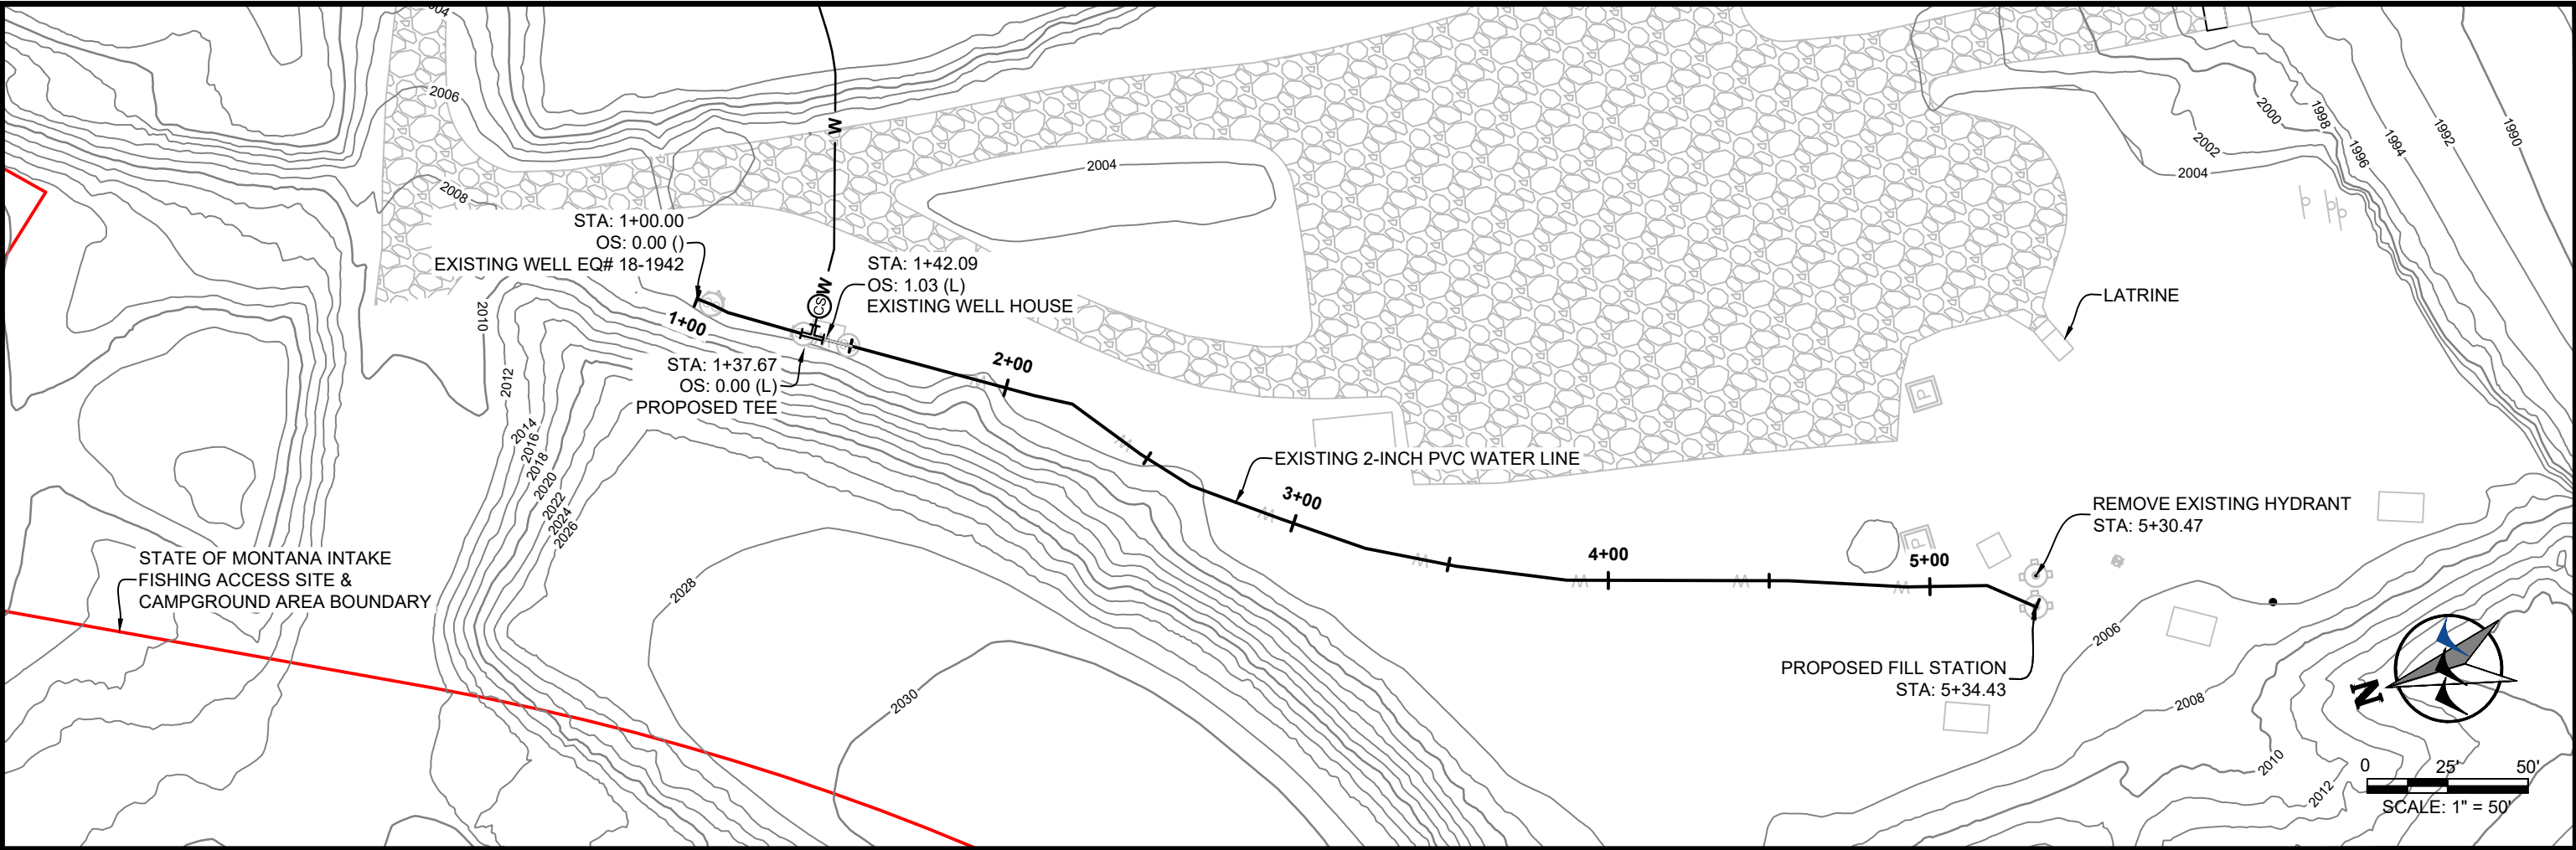 2004
2006
2008
W
2004
STA: 1+00.00
OS: 0.00 ()
EXISTING WELL EQ# 18-1942
W
CS
STA: 1+42.09
OS: 1.03 (L)
EXISTING WELL HOUSE
2000
1998
1996
1994
1992
1990
2002
2004
LATRINE
2010
1+00
2012
STA: 1+37.67
OS: 0.00 (L)
PROPOSED TEE
2+00
P
2014
2016
2018
2020
2022
2024
2026
EXISTING 2-INCH PVC WATER LINE
3+00
W
W
W
W
W
W
W
4+00
P
5+00
REMOVE EXISTING HYDRANT
STA: 5+30.47
STATE OF MONTANA INTAKE
FISHING ACCESS SITE &
CAMPGROUND AREA BOUNDARY
2028
2030
PROPOSED FILL STATION
STA: 5+34.43
2006
2008
2010
2012
N
0 25' 50'
SCALE: 1" = 50'